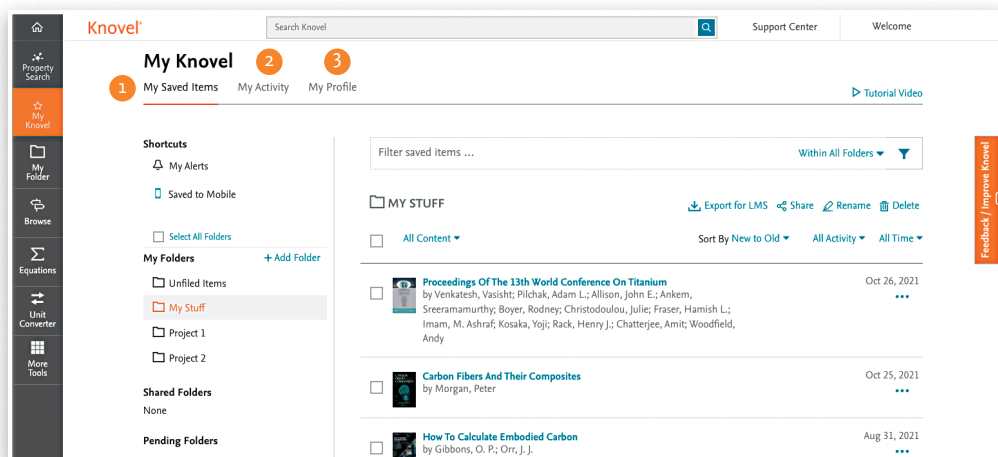 Knovel®
Search Knovel
Support Center
Welcome
Property
Search
My
Knovel
My
Folder
Browse
Equations
Unit
Converter
More
Tools
My Knovel
1
2
3
My Saved Items
My Activity
My Profile
Tutorial Video
Shortcuts
My Alerts
Saved to Mobile
Select All Folders
My Folders
+ Add Folder
Unfiled Items
My Stuff
Project 1
Project 2
Shared Folders
None
Pending Folders
Filter saved items ...
Within All Folders
MY STUFF
Export for LMS
Share
Rename
Delete
All Content
Sort By New to Old
All Activity
All Time
Proceedings Of The 13th World Conference On Titanium
Oct 26, 2021
by Venkatesh, Vasisht; Pilchak, Adam L.; Allison, John E.; Ankem,
Sreeramamurthy; Boyer, Rodney; Christodoulou, Julie; Fraser, Hamish L.;
Imam, M. Ashraf; Kosaka, Yoji; Rack, Henry J.; Chatterjee, Amit; Woodfield,
Andy
Carbon Fibers And Their Composites
Oct 25, 2021
by Morgan, Peter
How To Calculate Embodied Carbon
Aug 31, 2021
by Gibbons, O. P.; Orr, J. J.
Feedback / Improve Knovel